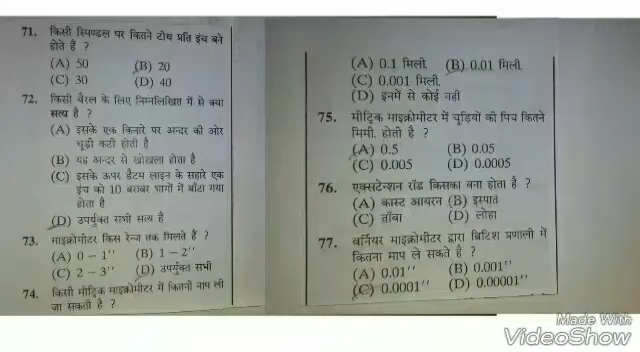 71. किसी स्पिण्डल पर कितने टीथ प्रति इंच बने
होते हैं ?
(A) 50 (B) 20
(C) 30 (D) 40
72. किसी बैरल के लिए निम्नलिखित में से क्या
सत्य है ?
(A) इसके एक किनारे पर अन्दर की ओर
चूड़ी कटी होती है
(B) यह अन्दर से खोखला होता है
(C) इसके ऊपर डैटम लाइन के सहारे एक
इंच को 10 बराबर भागों में बाँटा गया
होता है
(D) उपर्युक्त सभी सत्य हैं
73. माइक्रोमीटर किस रेन्ज तक मिलते हैं ?
(A) 0 – 1" (B) 1 – 2"
(C) 2 – 3" (D) उपर्युक्त सभी
74. किसी मीट्रिक माइक्रोमीटर में कितनी नाप ली
जा सकती है ?
(A) 0.1 मिली. (B) 0.01 मिली.
(C) 0.001 मिली.
(D) इनमें से कोई नहीं
75. मीट्रिक माइक्रोमीटर में चूड़ियों की पिच कितने
मिमी. होती है ?
(A) 0.5 (B) 0.05
(C) 0.005 (D) 0.0005
76. एक्सटेन्शन रॉड किसका बना होता है ?
(A) कास्ट आयरन (B) इस्पात
(C) ताँबा (D) लोहा
77. वर्नियर माइक्रोमीटर द्वारा ब्रिटिश प्रणाली में
कितना माप ले सकते हैं ?
(A) 0.01" (B) 0.001"
(C) 0.0001" (D) 0.00001"
Made With
VideoShow